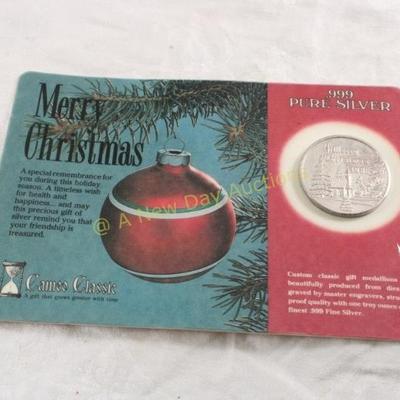 Merry
Christmas
A special remembrance for
you during this holiday
season. A timeless wish
for health and
happiness... and may
this precious gift of
silver remind you that
your friendship is
treasured.
Cameo Classic
A gift that grows greater with time
.999
PURE SILVER
Custom classic gift medallions
beautifully produced from dies
graved by master engravers, stru
proof quality with one troy ounce
finest .999 Fine Silver.
@ A New Day Auctions